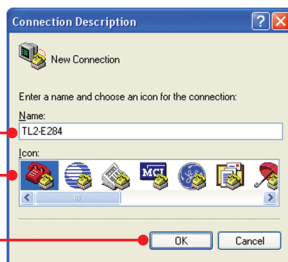 Connection Description
New Connection
Enter a name and choose an icon for the connection:
Name:
TL2-E284
Icon:
MCI
OK
Cancel